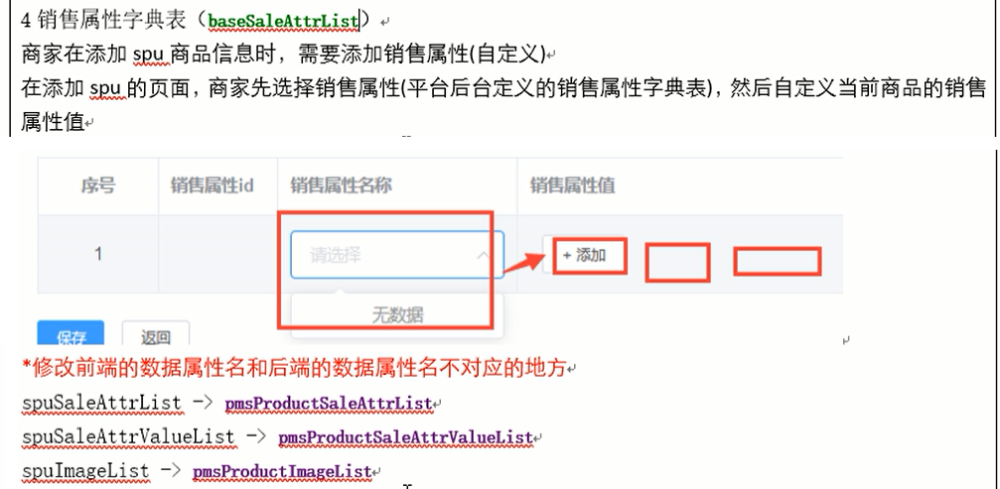 4 销售属性字典表（baseSaleAttrList）
商家在添加 spu 商品信息时，需要添加销售属性(自定义)
在添加 spu 的页面，商家先选择销售属性(平台后台定义的销售属性字典表)，然后自定义当前商品的销售
属性值
序号 销售属性id 销售属性名称 销售属性值
1 请选择 + 添加
无数据
保存 返回
*修改前端的数据属性名和后端的数据属性名不对应的地方
spuSaleAttrList -> pmsProductSaleAttrList
spuSaleAttrValueList -> pmsProductSaleAttrValueList
spuImageList -> pmsProductImageList